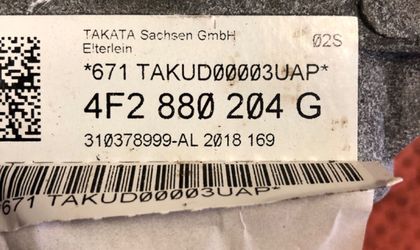 TAKATA Sachsen GmbH
Elterlein 02S
*671 TAKUD00003UAP*
4F2 880 204 G
310378999-AL 2018 169
*671 TAKUD00003UAP*